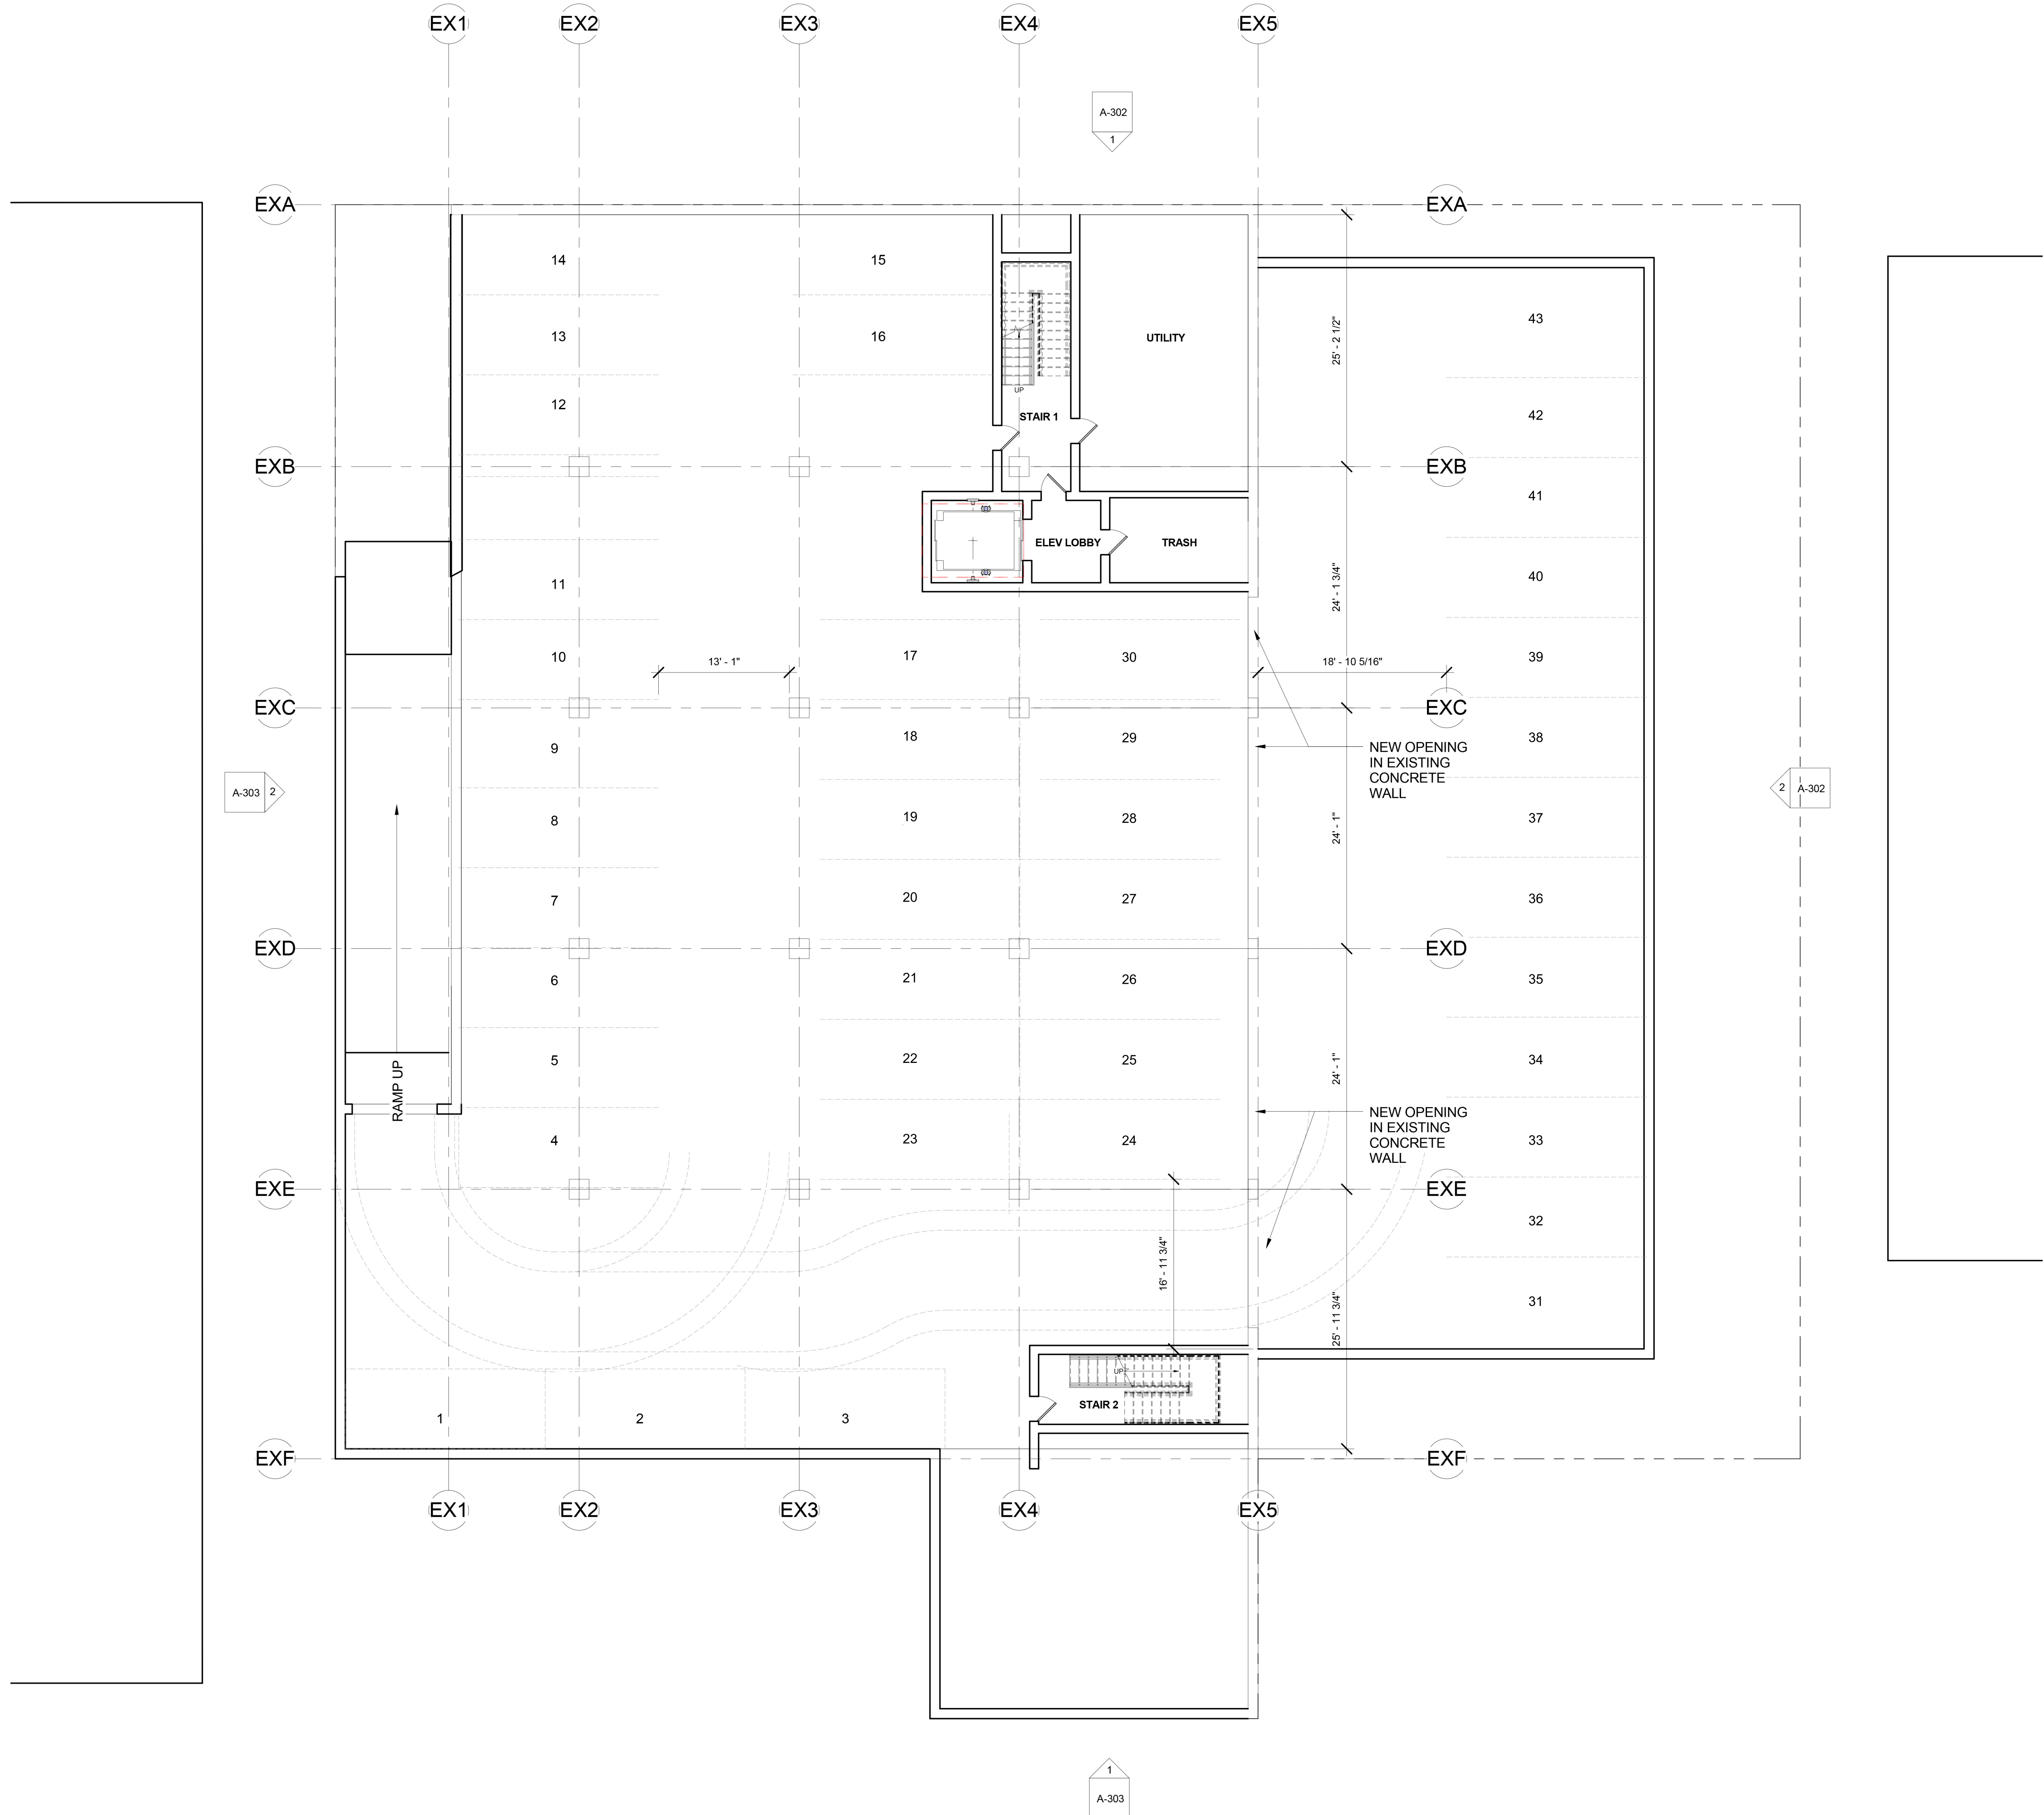 EX1
EX2
EX3
EX4
EX5
A-302
1
EXA
EXA
14
15
13
16
12
UP
STAIR 1
UTILITY
25' - 2 1/2"
43
42
EXB
EXB
41
ELEV LOBBY
TRASH
11
24' - 1 3/4"
40
10
13' - 1"
17
30
18' - 10 5/16"
39
EXC
EXC
9
18
29
38
NEW OPENING
IN EXISTING
CONCRETE
WALL
A-303
2
2
A-302
8
19
28
24' - 1"
37
7
20
27
36
EXD
EXD
6
21
26
35
5
22
25
24' - 1"
34
RAMP UP
4
23
24
33
NEW OPENING
IN EXISTING
CONCRETE
WALL
EXE
EXE
32
16' - 11 3/4"
25' - 11 3/4"
31
UP
STAIR 2
1
2
3
EXF
EXF
EX1
EX2
EX3
EX4
EX5
1
A-303